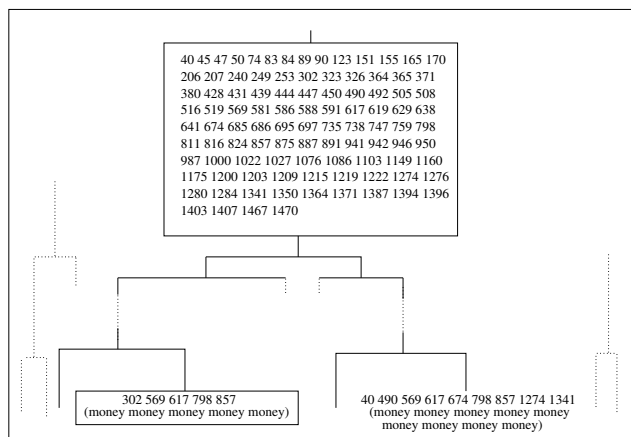 40 45 47 50 74 83 84 89 90 123 151 155 165 170
206 207 240 249 253 302 323 326 364 365 371
380 428 431 439 444 447 450 490 492 505 508
516 519 569 581 586 588 591 617 619 629 638
641 674 685 686 695 697 735 738 747 759 798
811 816 824 857 875 887 891 941 942 946 950
987 1000 1022 1027 1076 1086 1103 1149 1160
1175 1200 1203 1209 1215 1219 1222 1274 1276
1280 1284 1341 1350 1364 1371 1387 1394 1396
1403 1407 1467 1470
302 569 617 798 857
(money money money money money)
40 490 569 617 674 798 857 1274 1341
(money money money money money
money money money money)